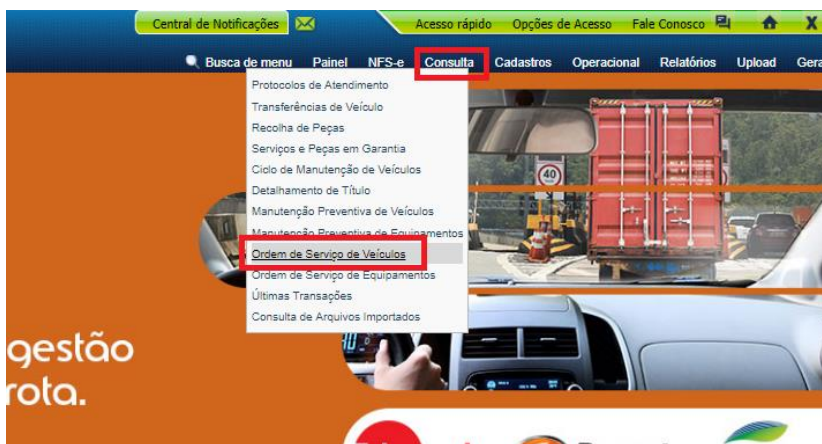 Central de Notificações
Acesso rápido Opções de Acesso Fale Conosco X
Busca de menu Painel NFS-e Consulta Cadastros Operacional Relatórios Upload Gera
Protocolos de Atendimento
Transferências de Veículo
Recolha de Peças
Serviços e Peças em Garantia
Ciclo de Manutenção de Veículos
Detalhamento de Título
Manutenção Preventiva de Veículos
Manutenção Preventiva de Equipamentos
Ordem de Serviço de Veículos
Ordem de Serviço de Equipamentos
Últimas Transações
Consulta de Arquivos Importados
40
gestão
rota.